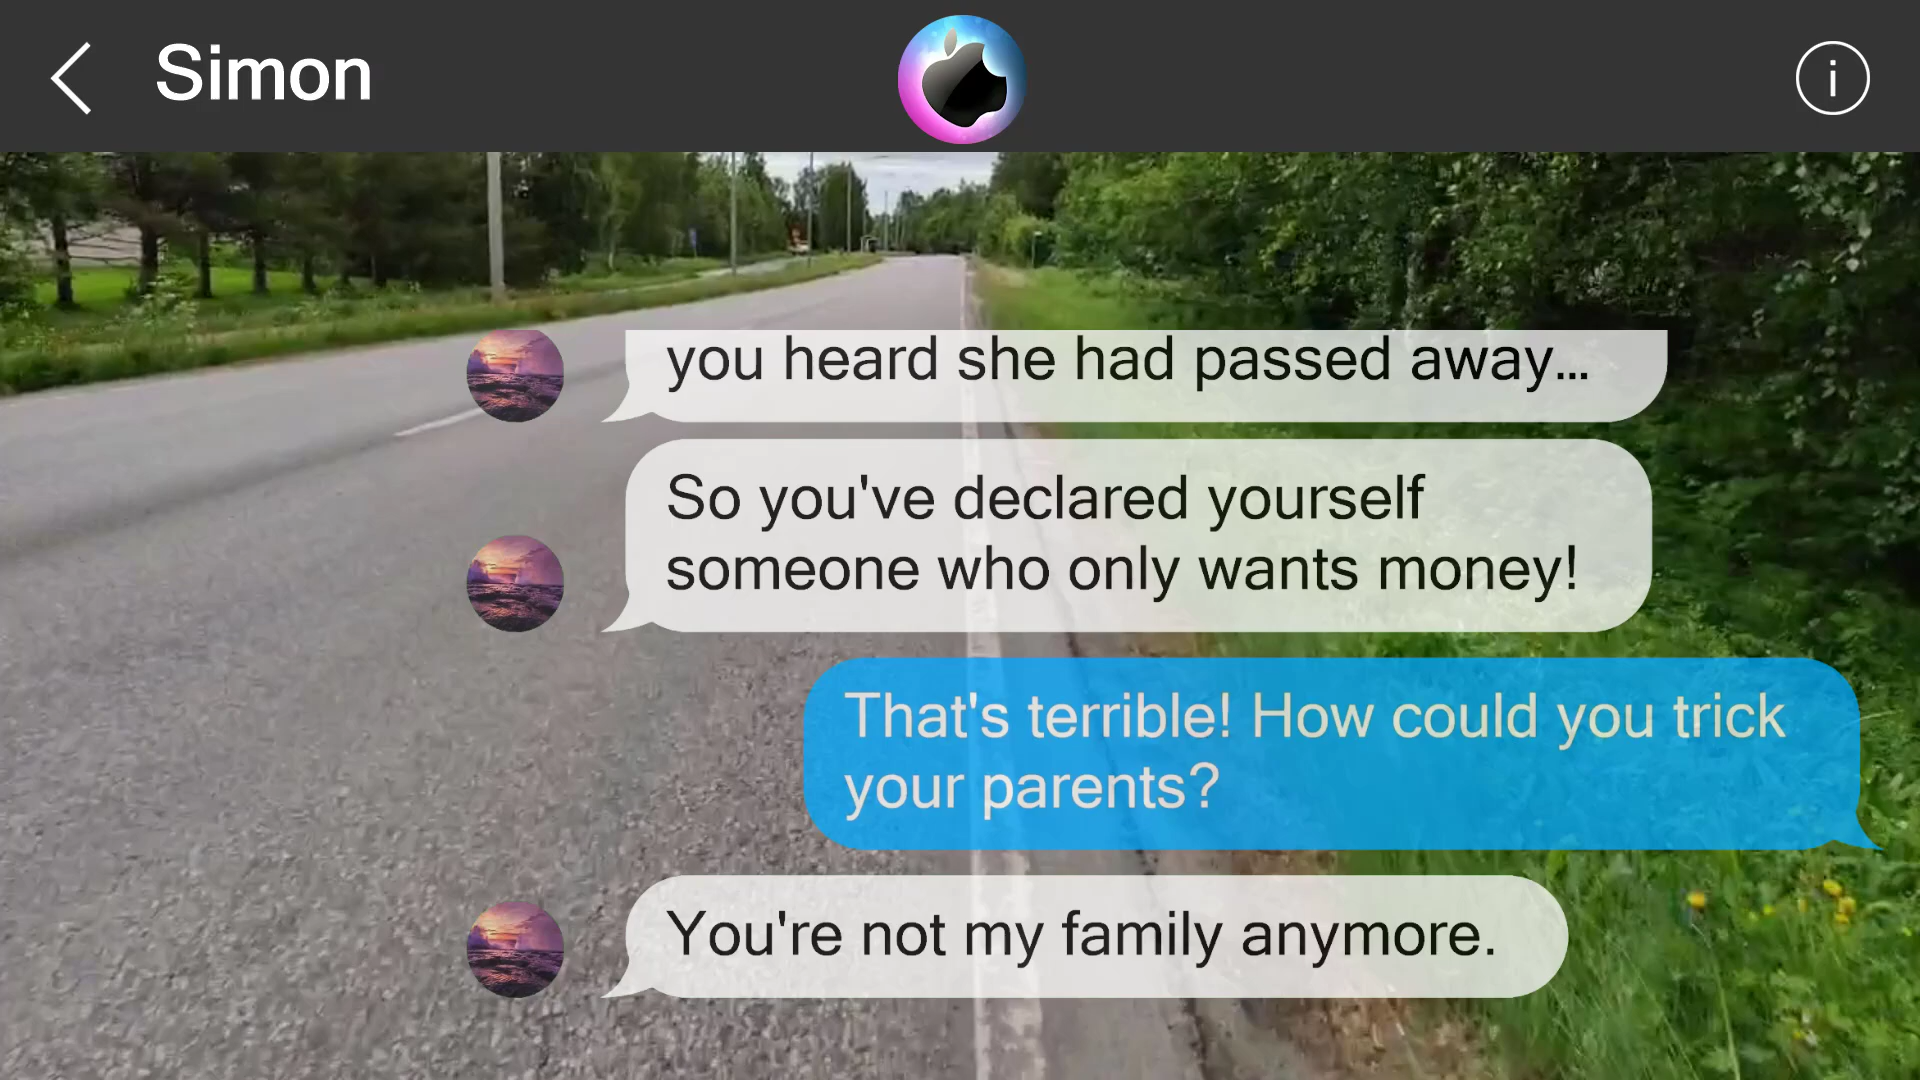 Simon
i
you heard she had passed away...
So you've declared yourself
someone who only wants money!
That's terrible! How could you trick
your parents?
You're not my family anymore.